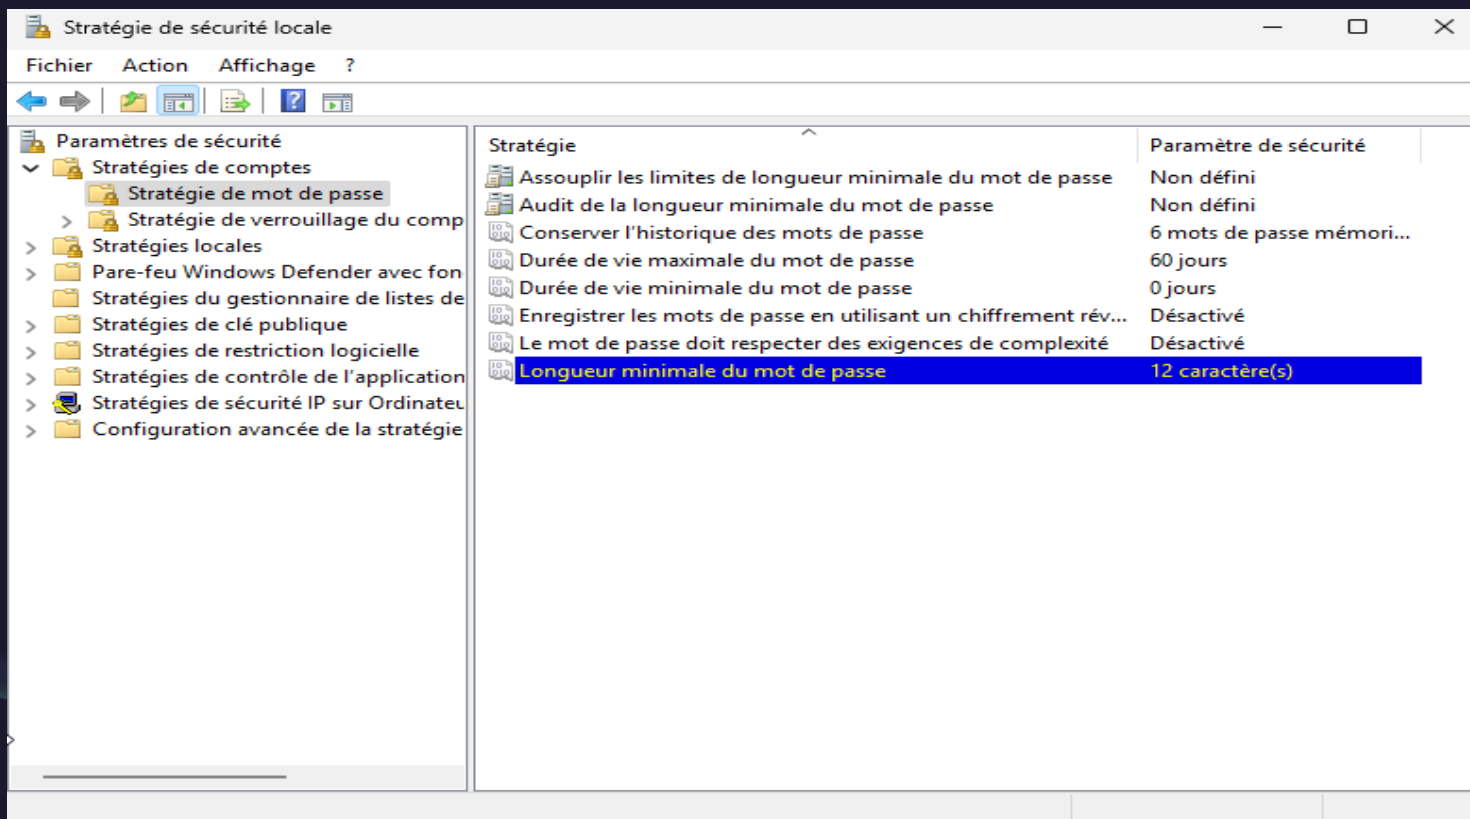 Stratégie de sécurité locale
Fichier Action Affichage ?
Paramètres de sécurité
Stratégies de comptes
Stratégie de mot de passe
Stratégie de verrouillage du comp
Stratégies locales
Pare-feu Windows Defender avec fon
Stratégies du gestionnaire de listes de
Stratégies de clé publique
Stratégies de restriction logicielle
Stratégies de contrôle de l'application
Stratégies de sécurité IP sur Ordinateu
Configuration avancée de la stratégie
Stratégie Paramètre de sécurité
Assouplir les limites de longueur minimale du mot de passe Non défini
Audit de la longueur minimale du mot de passe Non défini
Conserver l'historique des mots de passe 6 mots de passe mémori...
Durée de vie maximale du mot de passe 60 jours
Durée de vie minimale du mot de passe 0 jours
Enregistrer les mots de passe en utilisant un chiffrement rév... Désactivé
Le mot de passe doit respecter des exigences de complexité Désactivé
Longueur minimale du mot de passe 12 caractère(s)